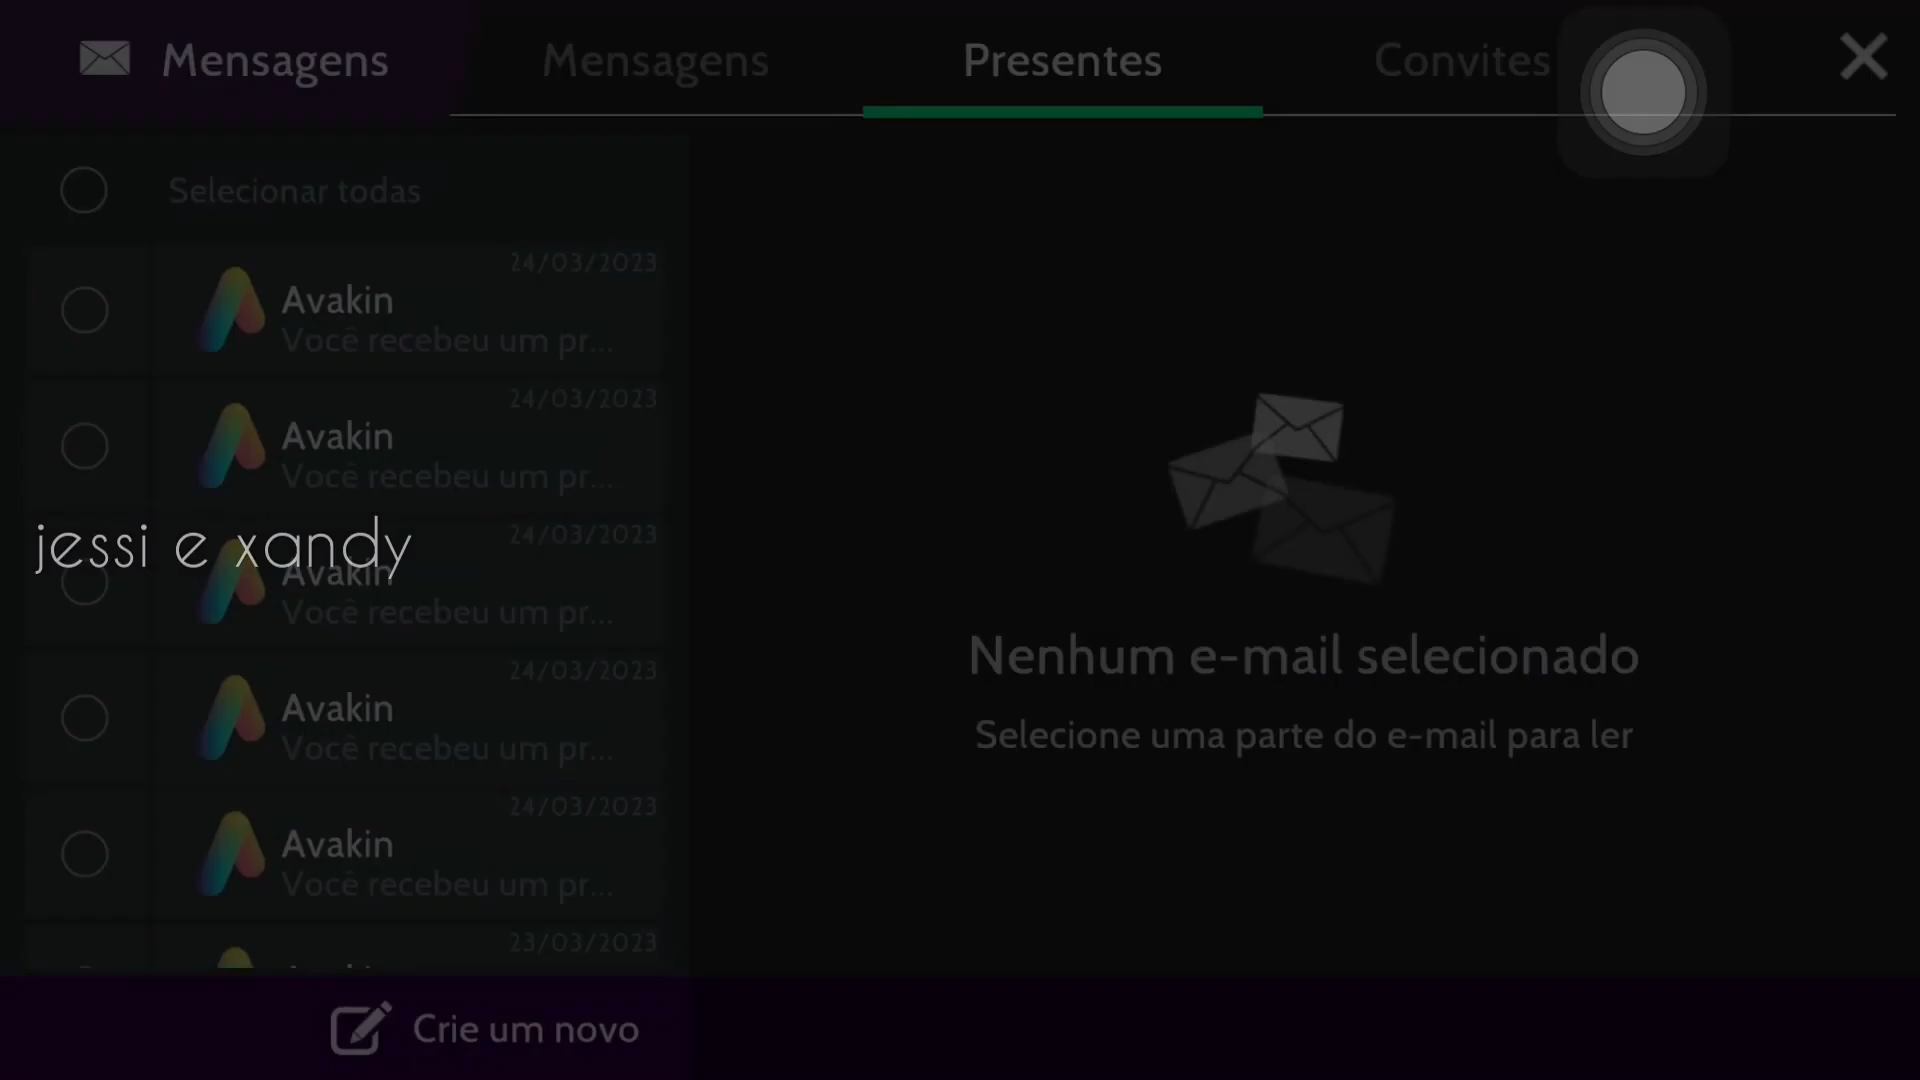 Mensagens
Mensagens
Presentes
Convites
Selecionar todas
24/03/2023
Avakin
Você recebeu um pr...
24/03/2023
Avakin
Você recebeu um pr...
jessi e xandy
24/03/2023
Avakin
Você recebeu um pr...
24/03/2023
Avakin
Você recebeu um pr...
24/03/2023
Avakin
Você recebeu um pr...
23/03/2023
Nenhum e-mail selecionado
Selecione uma parte do e-mail para ler
Crie um novo